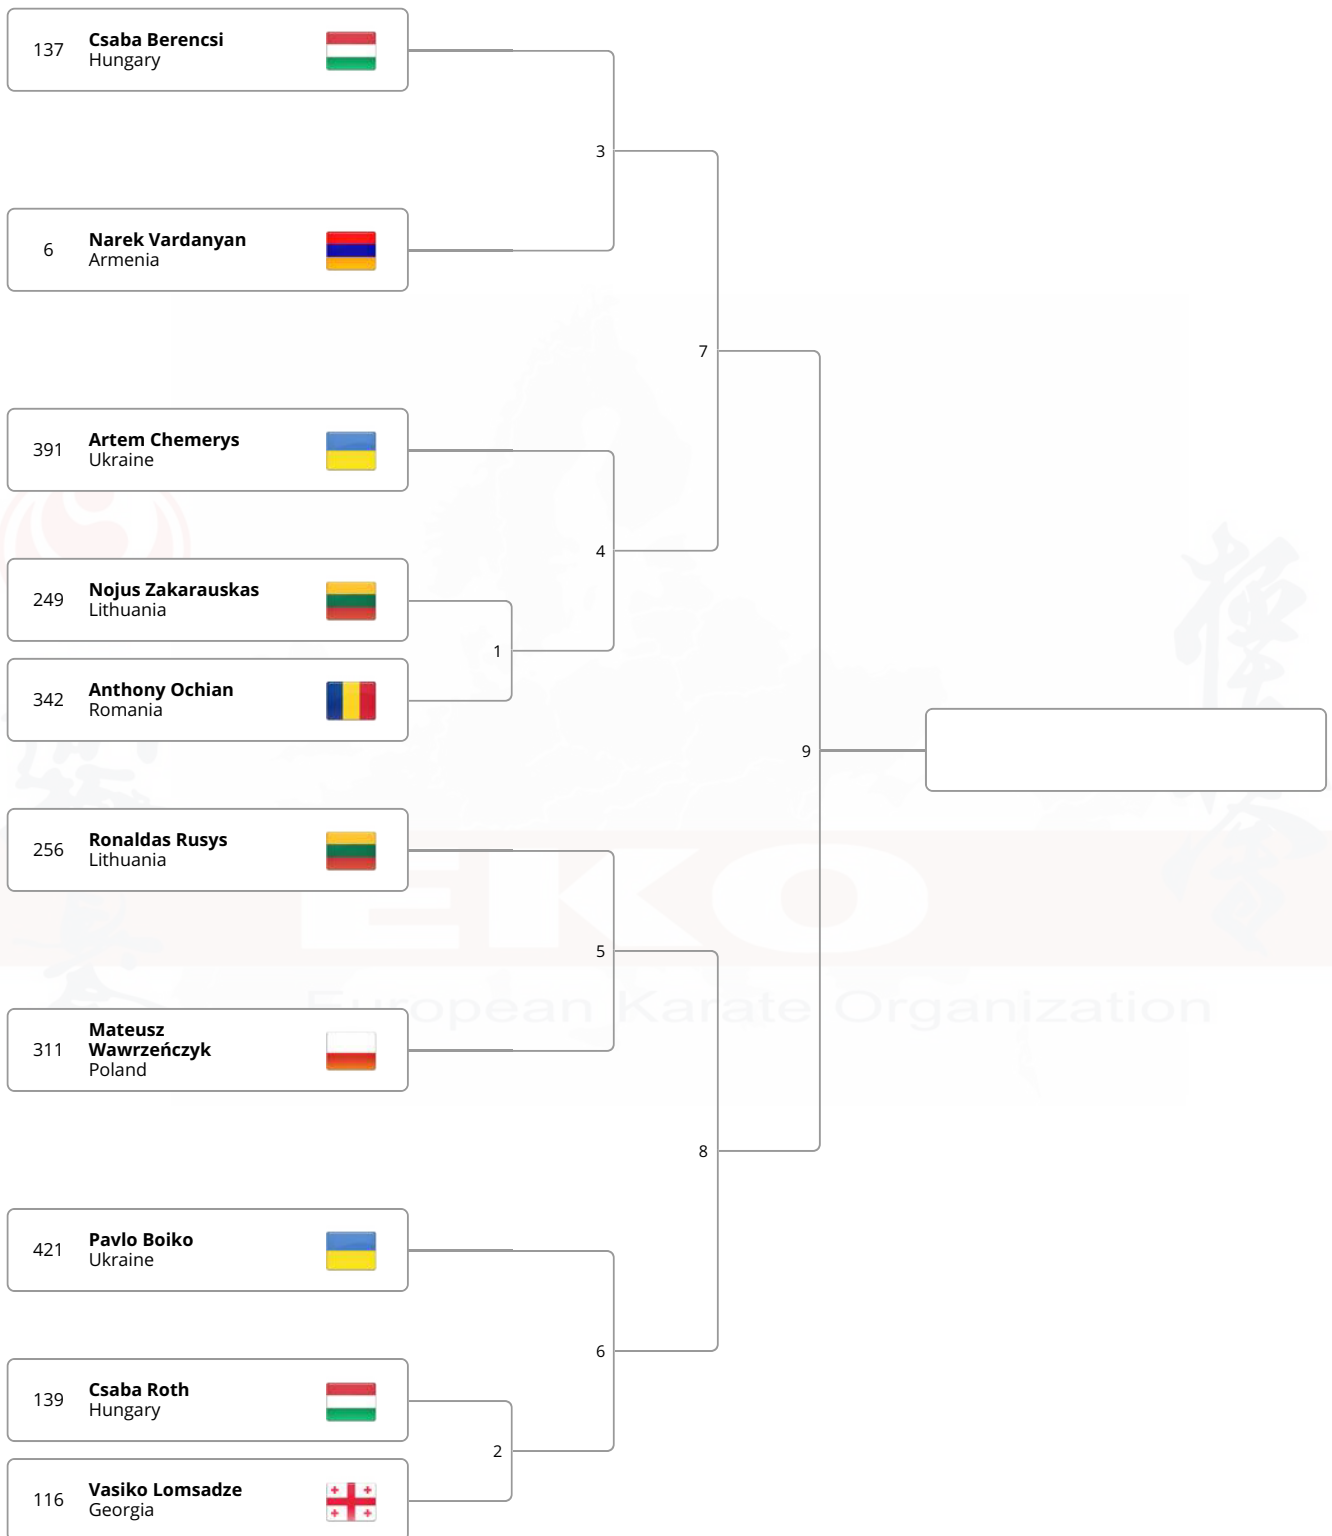 137
Csaba Berencsi
Hungary
3
6
Narek Vardanyan
Armenia
7
391
Artem Chemerys
Ukraine
4
249
Nojus Zakarauskas
Lithuania
1
342
Anthony Ochian
Romania
9
256
Ronaldas Rusys
Lithuania
EKO
5
European Karate Organization
311
Mateusz
Wawrzeńczyk
Poland
8
421
Pavlo Boiko
Ukraine
6
139
Csaba Roth
Hungary
2
116
Vasiko Lomsadze
Georgia